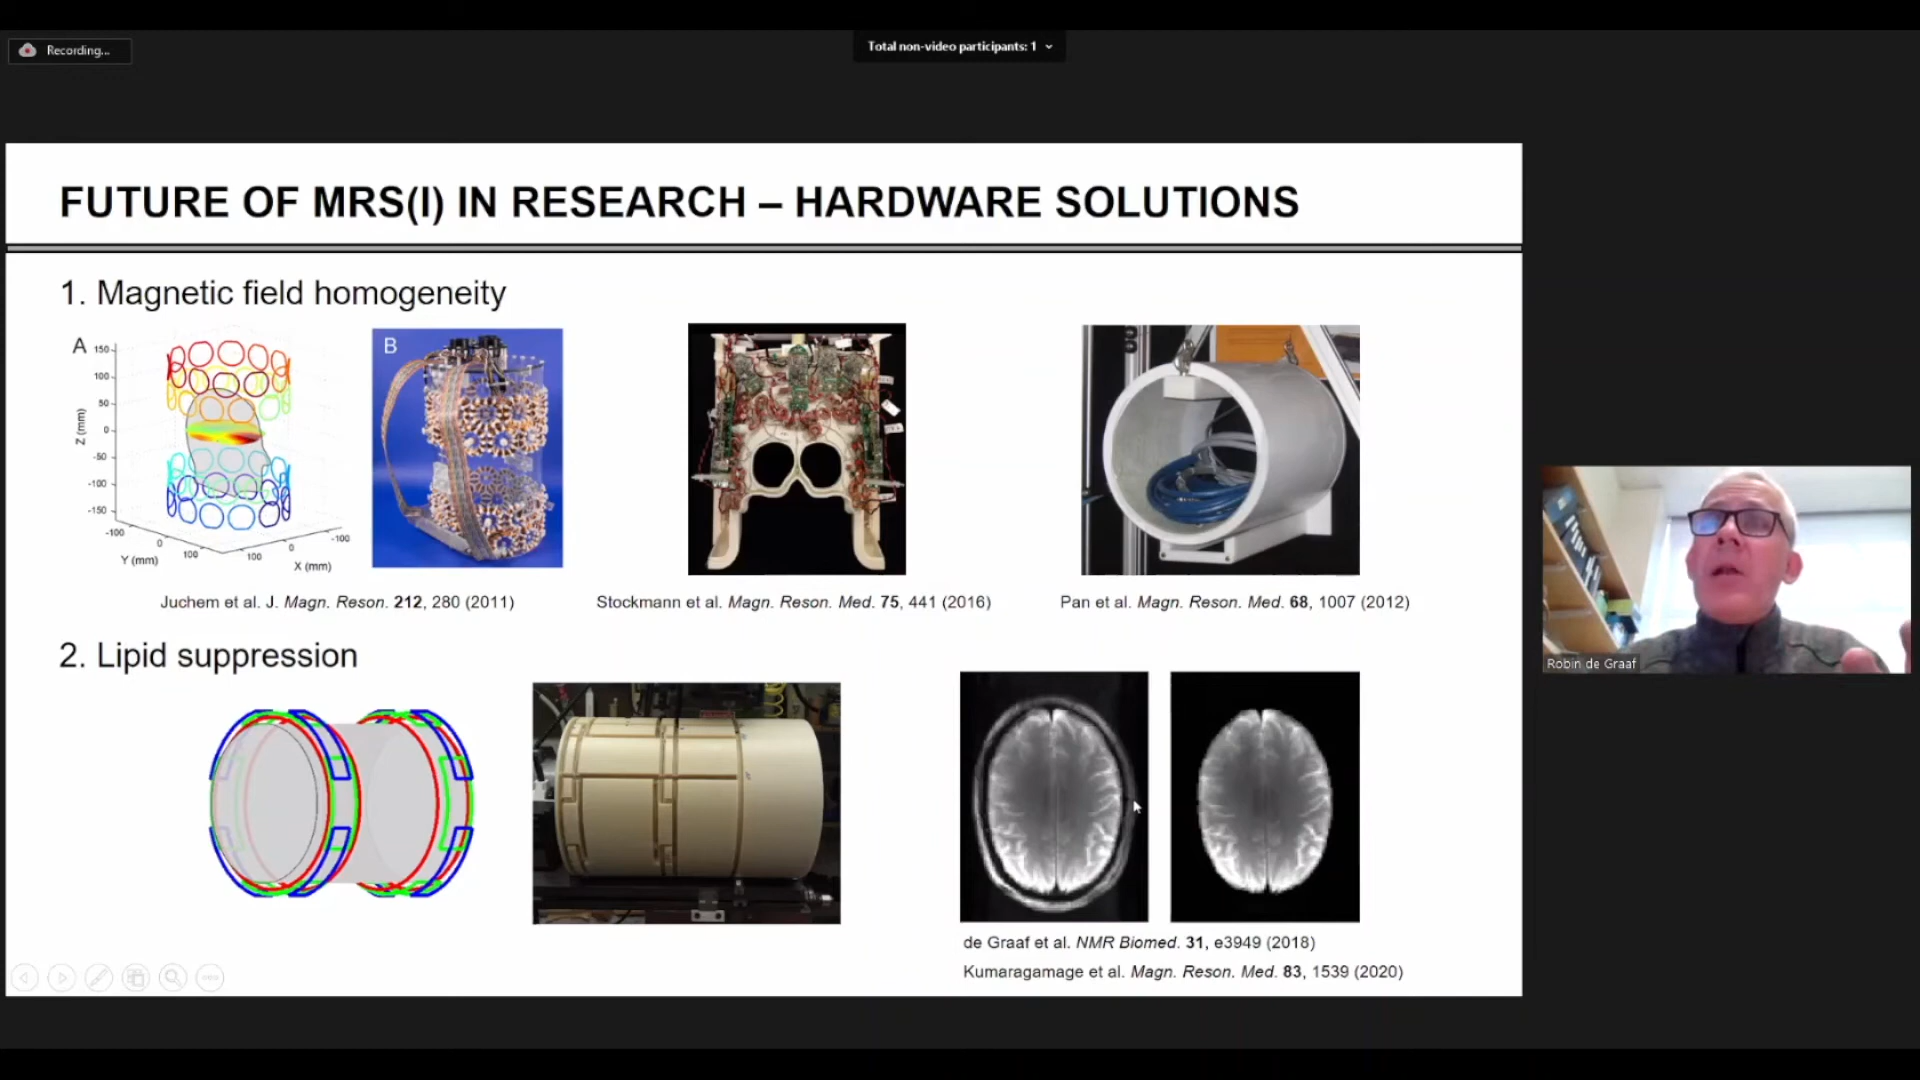 Recording...
Total non-video participants: 1
FUTURE OF MRS(I) IN RESEARCH – HARDWARE SOLUTIONS
1. Magnetic field homogeneity
A
B
150
100
50
0
-50
-100
-150
Z (mm)
-100
0
100
Y (mm)
100
0
-100
X (mm)
Juchem et al. J. Magn. Reson. 212, 280 (2011)
Stockmann et al. Magn. Reson. Med. 75, 441 (2016)
Pan et al. Magn. Reson. Med. 68, 1007 (2012)
Robin de Graaf
2. Lipid suppression
de Graaf et al. NMR Biomed. 31, e3949 (2018)
Kumaragamage et al. Magn. Reson. Med. 83, 1539 (2020)